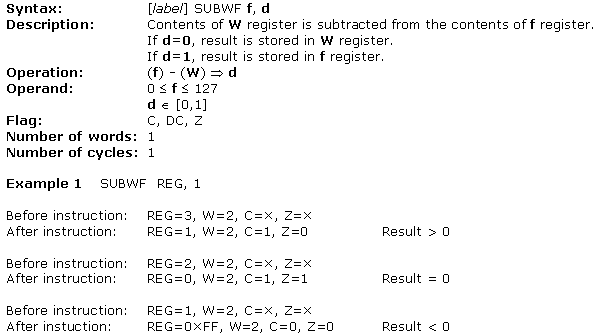 Syntax: [label] SUBWF f, d
Description: Contents of W register is subtracted from the contents of f register.
If d=0, result is stored in W register.
If d=1, result is stored in f register.
Operation: (f) - (W) ⇒ d
Operand: 0 ≤ f ≤ 127
d ∈ [0,1]
Flag: C, DC, Z
Number of words: 1
Number of cycles: 1
Example 1 SUBWF REG, 1
Before instruction: REG=3, W=2, C=×, Z=×
After instruction: REG=1, W=2, C=1, Z=0 Result > 0
Before instruction: REG=2, W=2, C=×, Z=×
After instruction: REG=0, W=2, C=1, Z=1 Result = 0
Before instruction: REG=1, W=2, C=×, Z=×
After instuction: REG=0×FF, W=2, C=0, Z=0 Result < 0